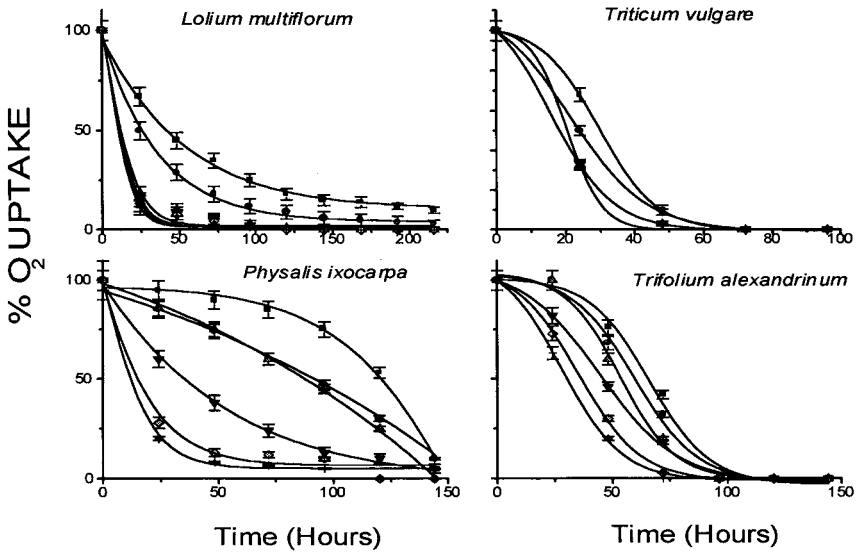 Lolium multiflorum
Triticum vulgare
100
50
0
0 50 100 150 200
0 20 40 60 80 100
% O2 UPTAKE
Physalis ixocarpa
Trifolium alexandrinum
100
50
0
0 50 100 150
0 50 100 150
Time (Hours)
Time (Hours)